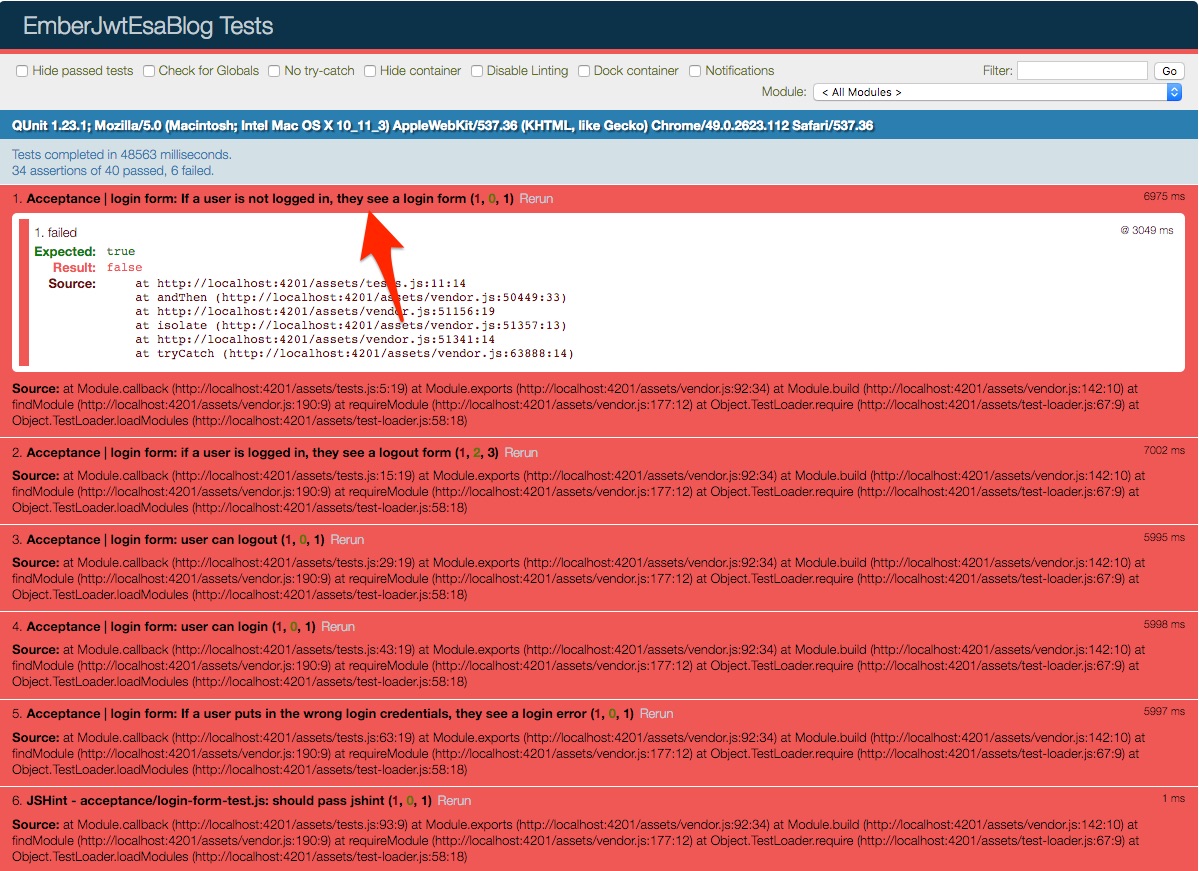 EmberJwtEsaBlog Tests
Hide passed tests Check for Globals No try-catch Hide container Disable Linting Dock container Notifications Filter: Go
Module: < All Modules >
QUnit 1.23.1; Mozilla/5.0 (Macintosh; Intel Mac OS X 10_11_3) AppleWebKit/537.36 (KHTML, like Gecko) Chrome/49.0.2623.112 Safari/537.36
Tests completed in 48563 milliseconds.
34 assertions of 40 passed, 6 failed.
1. Acceptance | login form: If a user is not logged in, they see a login form (1, 0, 1) Rerun 6975 ms
1. failed @ 3049 ms
Expected: true
Result: false
Source: at http://localhost:4201/assets/tests.js:11:14
at andThen (http://localhost:4201/assets/vendor.js:50449:33)
at http://localhost:4201/assets/vendor.js:51156:19
at isolate (http://localhost:4201/assets/vendor.js:51357:13)
at http://localhost:4201/assets/vendor.js:51341:14
at tryCatch (http://localhost:4201/assets/vendor.js:63888:14)
Source: at Module.callback (http://localhost:4201/assets/tests.js:5:19) at Module.exports (http://localhost:4201/assets/vendor.js:92:34) at Module.build (http://localhost:4201/assets/vendor.js:142:10) at
findModule (http://localhost:4201/assets/vendor.js:190:9) at requireModule (http://localhost:4201/assets/vendor.js:177:12) at Object.TestLoader.require (http://localhost:4201/assets/test-loader.js:67:9) at
Object.TestLoader.loadModules (http://localhost:4201/assets/test-loader.js:58:18)
2. Acceptance | login form: if a user is logged in, they see a logout form (1, 2, 3) Rerun 7002 ms
Source: at Module.callback (http://localhost:4201/assets/tests.js:15:19) at Module.exports (http://localhost:4201/assets/vendor.js:92:34) at Module.build (http://localhost:4201/assets/vendor.js:142:10) at
findModule (http://localhost:4201/assets/vendor.js:190:9) at requireModule (http://localhost:4201/assets/vendor.js:177:12) at Object.TestLoader.require (http://localhost:4201/assets/test-loader.js:67:9) at
Object.TestLoader.loadModules (http://localhost:4201/assets/test-loader.js:58:18)
3. Acceptance | login form: user can logout (1, 0, 1) Rerun 5995 ms
Source: at Module.callback (http://localhost:4201/assets/tests.js:29:19) at Module.exports (http://localhost:4201/assets/vendor.js:92:34) at Module.build (http://localhost:4201/assets/vendor.js:142:10) at
findModule (http://localhost:4201/assets/vendor.js:190:9) at requireModule (http://localhost:4201/assets/vendor.js:177:12) at Object.TestLoader.require (http://localhost:4201/assets/test-loader.js:67:9) at
Object.TestLoader.loadModules (http://localhost:4201/assets/test-loader.js:58:18)
4. Acceptance | login form: user can login (1, 0, 1) Rerun 5998 ms
Source: at Module.callback (http://localhost:4201/assets/tests.js:43:19) at Module.exports (http://localhost:4201/assets/vendor.js:92:34) at Module.build (http://localhost:4201/assets/vendor.js:142:10) at
findModule (http://localhost:4201/assets/vendor.js:190:9) at requireModule (http://localhost:4201/assets/vendor.js:177:12) at Object.TestLoader.require (http://localhost:4201/assets/test-loader.js:67:9) at
Object.TestLoader.loadModules (http://localhost:4201/assets/test-loader.js:58:18)
5. Acceptance | login form: If a user puts in the wrong login credentials, they see a login error (1, 0, 1) Rerun 5997 ms
Source: at Module.callback (http://localhost:4201/assets/tests.js:63:19) at Module.exports (http://localhost:4201/assets/vendor.js:92:34) at Module.build (http://localhost:4201/assets/vendor.js:142:10) at
findModule (http://localhost:4201/assets/vendor.js:190:9) at requireModule (http://localhost:4201/assets/vendor.js:177:12) at Object.TestLoader.require (http://localhost:4201/assets/test-loader.js:67:9) at
Object.TestLoader.loadModules (http://localhost:4201/assets/test-loader.js:58:18)
6. JSHint - acceptance/login-form-test.js: should pass jshint (1, 0, 1) Rerun 1 ms
Source: at Module.callback (http://localhost:4201/assets/tests.js:93:9) at Module.exports (http://localhost:4201/assets/vendor.js:92:34) at Module.build (http://localhost:4201/assets/vendor.js:142:10) at
findModule (http://localhost:4201/assets/vendor.js:190:9) at requireModule (http://localhost:4201/assets/vendor.js:177:12) at Object.TestLoader.require (http://localhost:4201/assets/test-loader.js:67:9) at
Object.TestLoader.loadModules (http://localhost:4201/assets/test-loader.js:58:18)